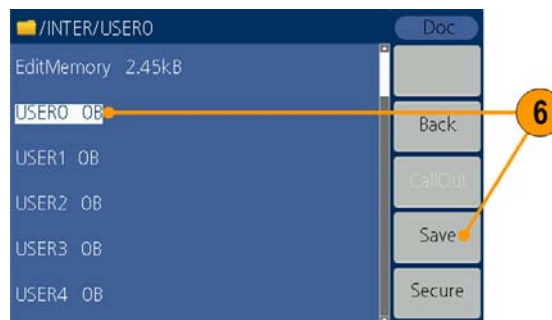 /INTER/USER0
Doc
EditMemory 2.45kB
USER0 0B
Back
6
USER1 0B
CallOut
USER2 0B
Save
USER3 0B
USER4 0B
Secure